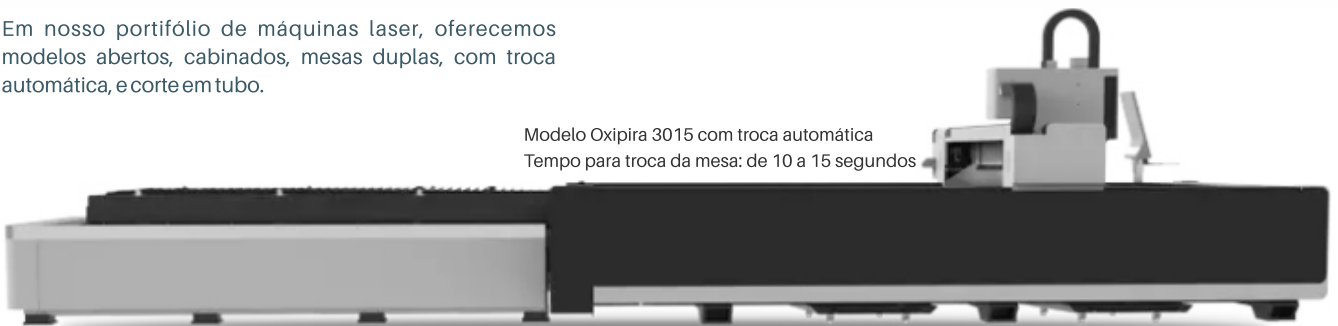 Em nosso portifólio de máquinas laser, oferecemos
modelos abertos, cabinados, mesas duplas, com troca
automática, e corte em tubo.
Modelo Oxipira 3015 com troca automática
Tempo para troca da mesa: de 10 a 15 segundos